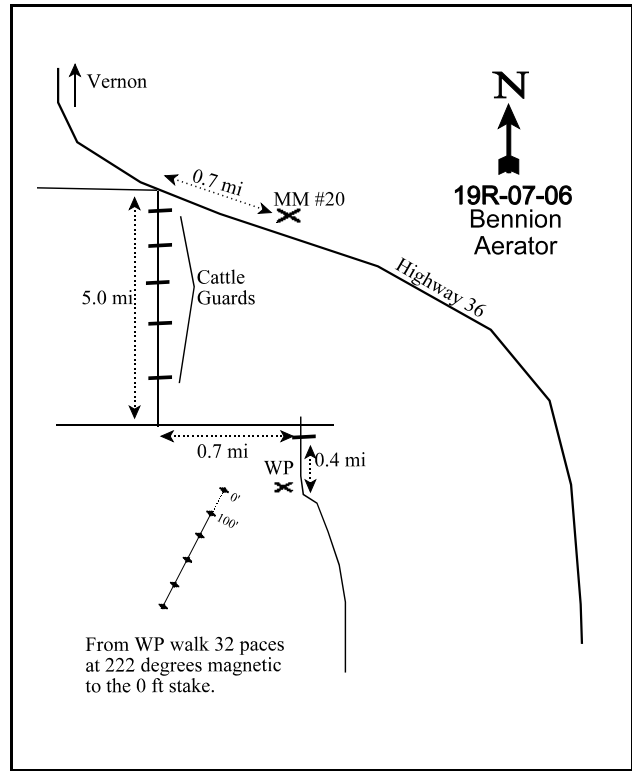 Vernon
N
0.7 mi
MM #20
19R-07-06
Bennion
Aerator
Cattle
Guards
Highway 36
5.0 mi
0.7 mi
0.4 mi
WP
0'
100'
From WP walk 32 paces
at 222 degrees magnetic
to the 0 ft stake.